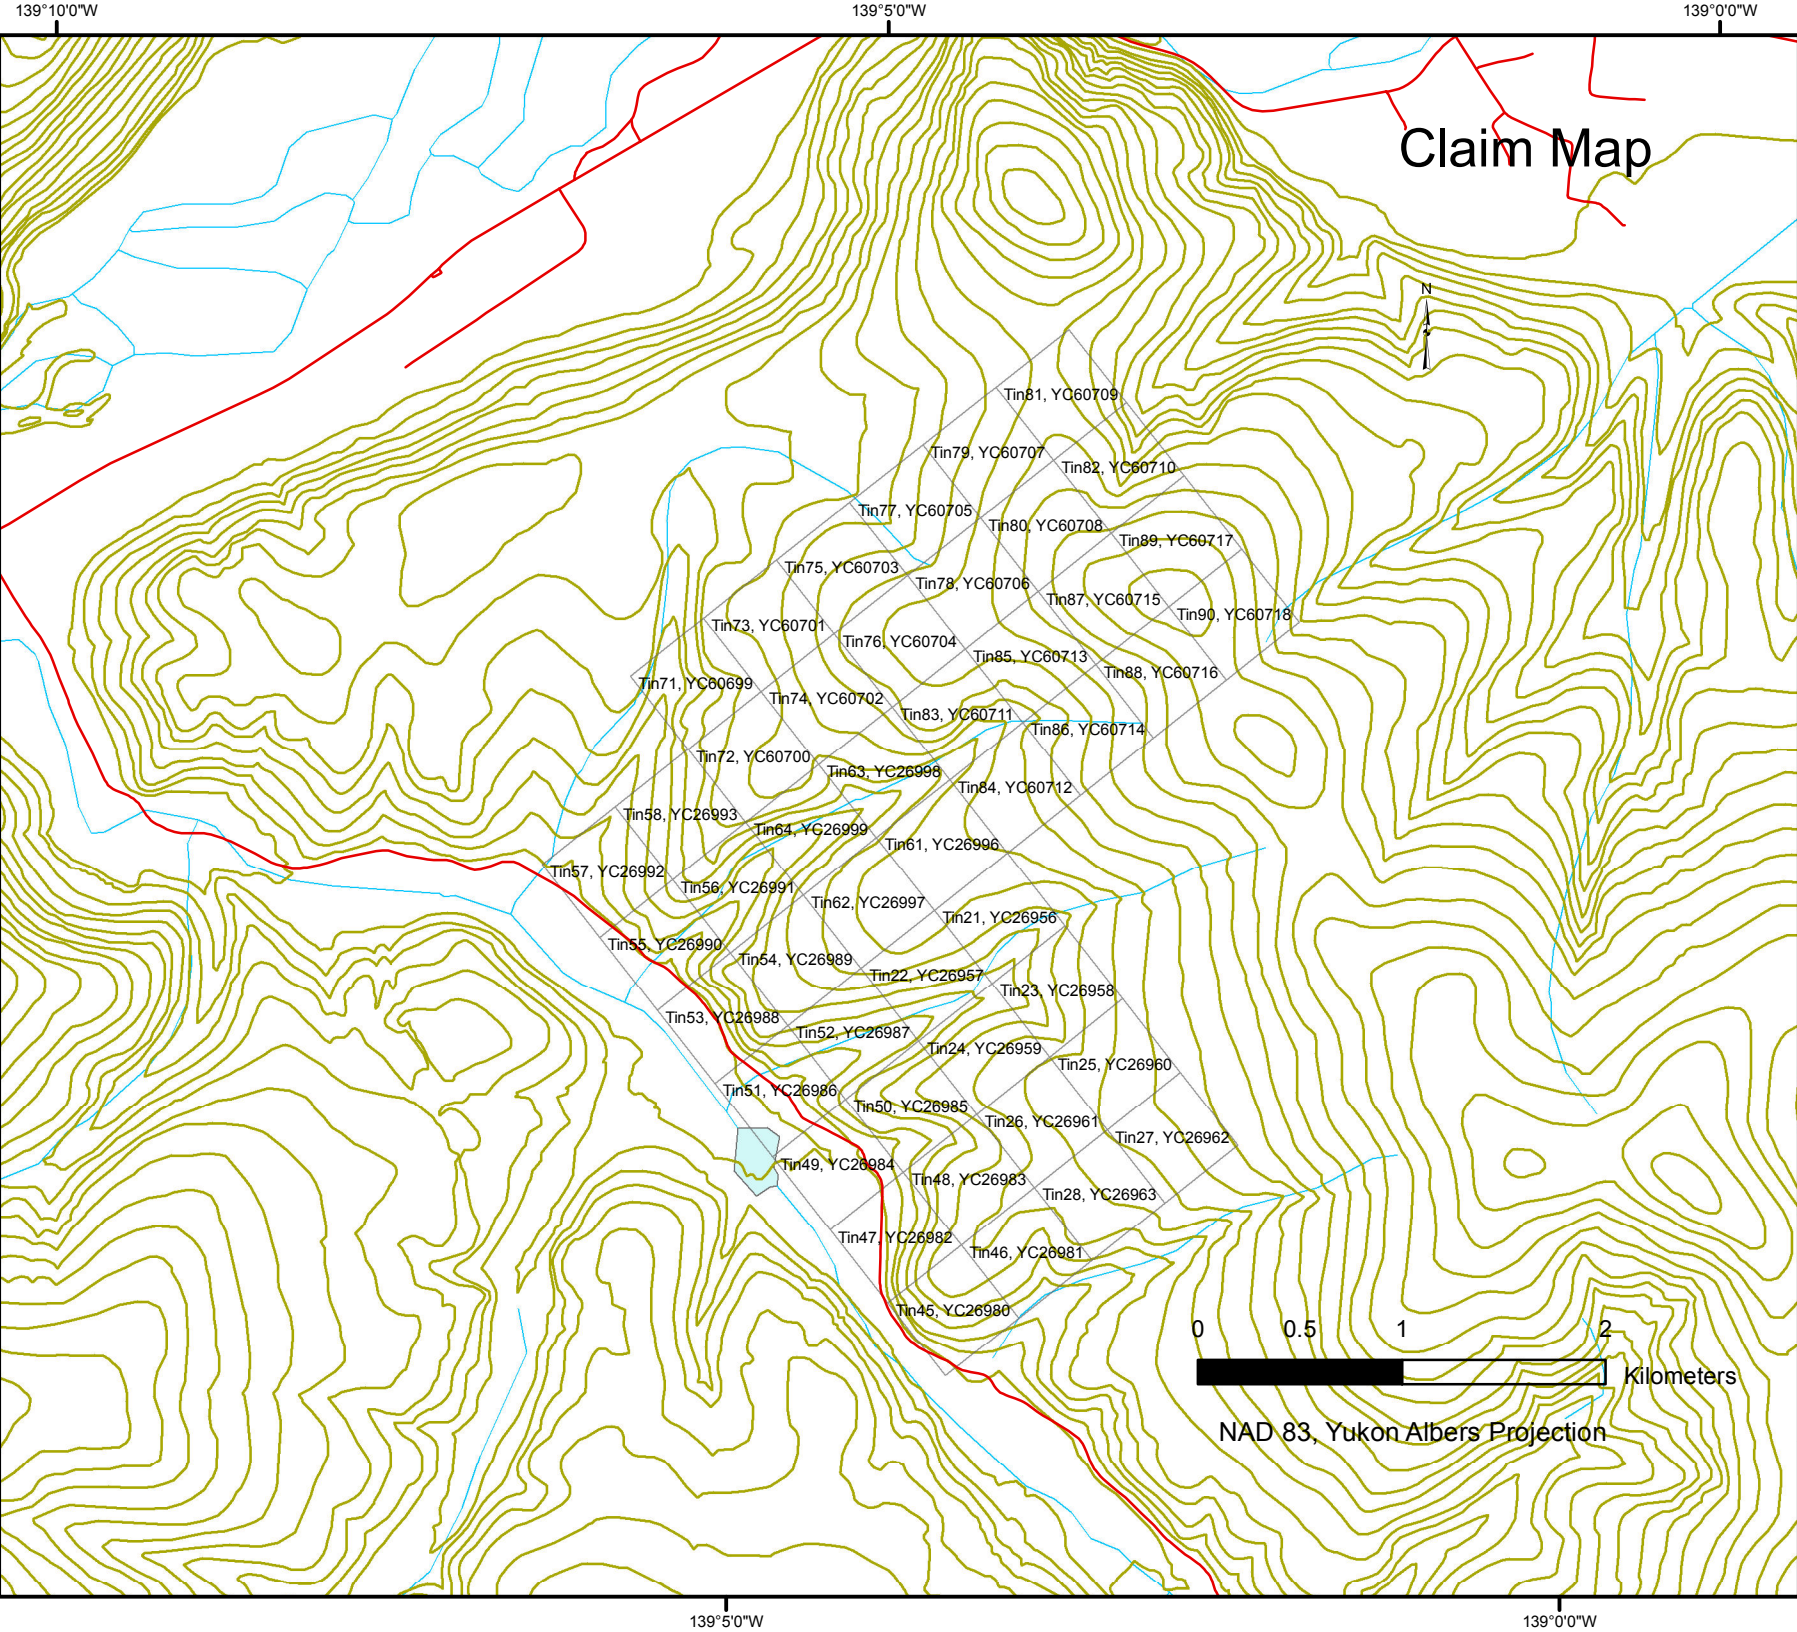 139°10'0"W
139°5'0"W
139°0'0"W
Claim Map
N
Tin81, YC60709
Tin79, YC60707
Tin82, YC60710
Tin77, YC60705
Tin80, YC60708
Tin89, YC60717
Tin75, YC60703
Tin78, YC60706
Tin87, YC60715
Tin90, YC60718
Tin73, YC60701
Tin76, YC60704
Tin85, YC60713
Tin88, YC60716
Tin71, YC60699
Tin74, YC60702
Tin83, YC60711
Tin86, YC60714
Tin72, YC60700
Tin63, YC26998
Tin84, YC60712
Tin58, YC26993
Tin64, YC26999
Tin61, YC26996
Tin57, YC26992
Tin56, YC26991
Tin62, YC26997
Tin21, YC26956
Tin55, YC26990
Tin54, YC26989
Tin22, YC26957
Tin23, YC26958
Tin53, YC26988
Tin52, YC26987
Tin24, YC26959
Tin25, YC26960
Tin51, YC26986
Tin50, YC26985
Tin26, YC26961
Tin27, YC26962
Tin49, YC26984
Tin48, YC26983
Tin28, YC26963
Tin47, YC26982
Tin46, YC26981
Tin45, YC26980
0 0.5 1 2
Kilometers
NAD 83, Yukon Albers Projection
139°5'0"W
139°0'0"W